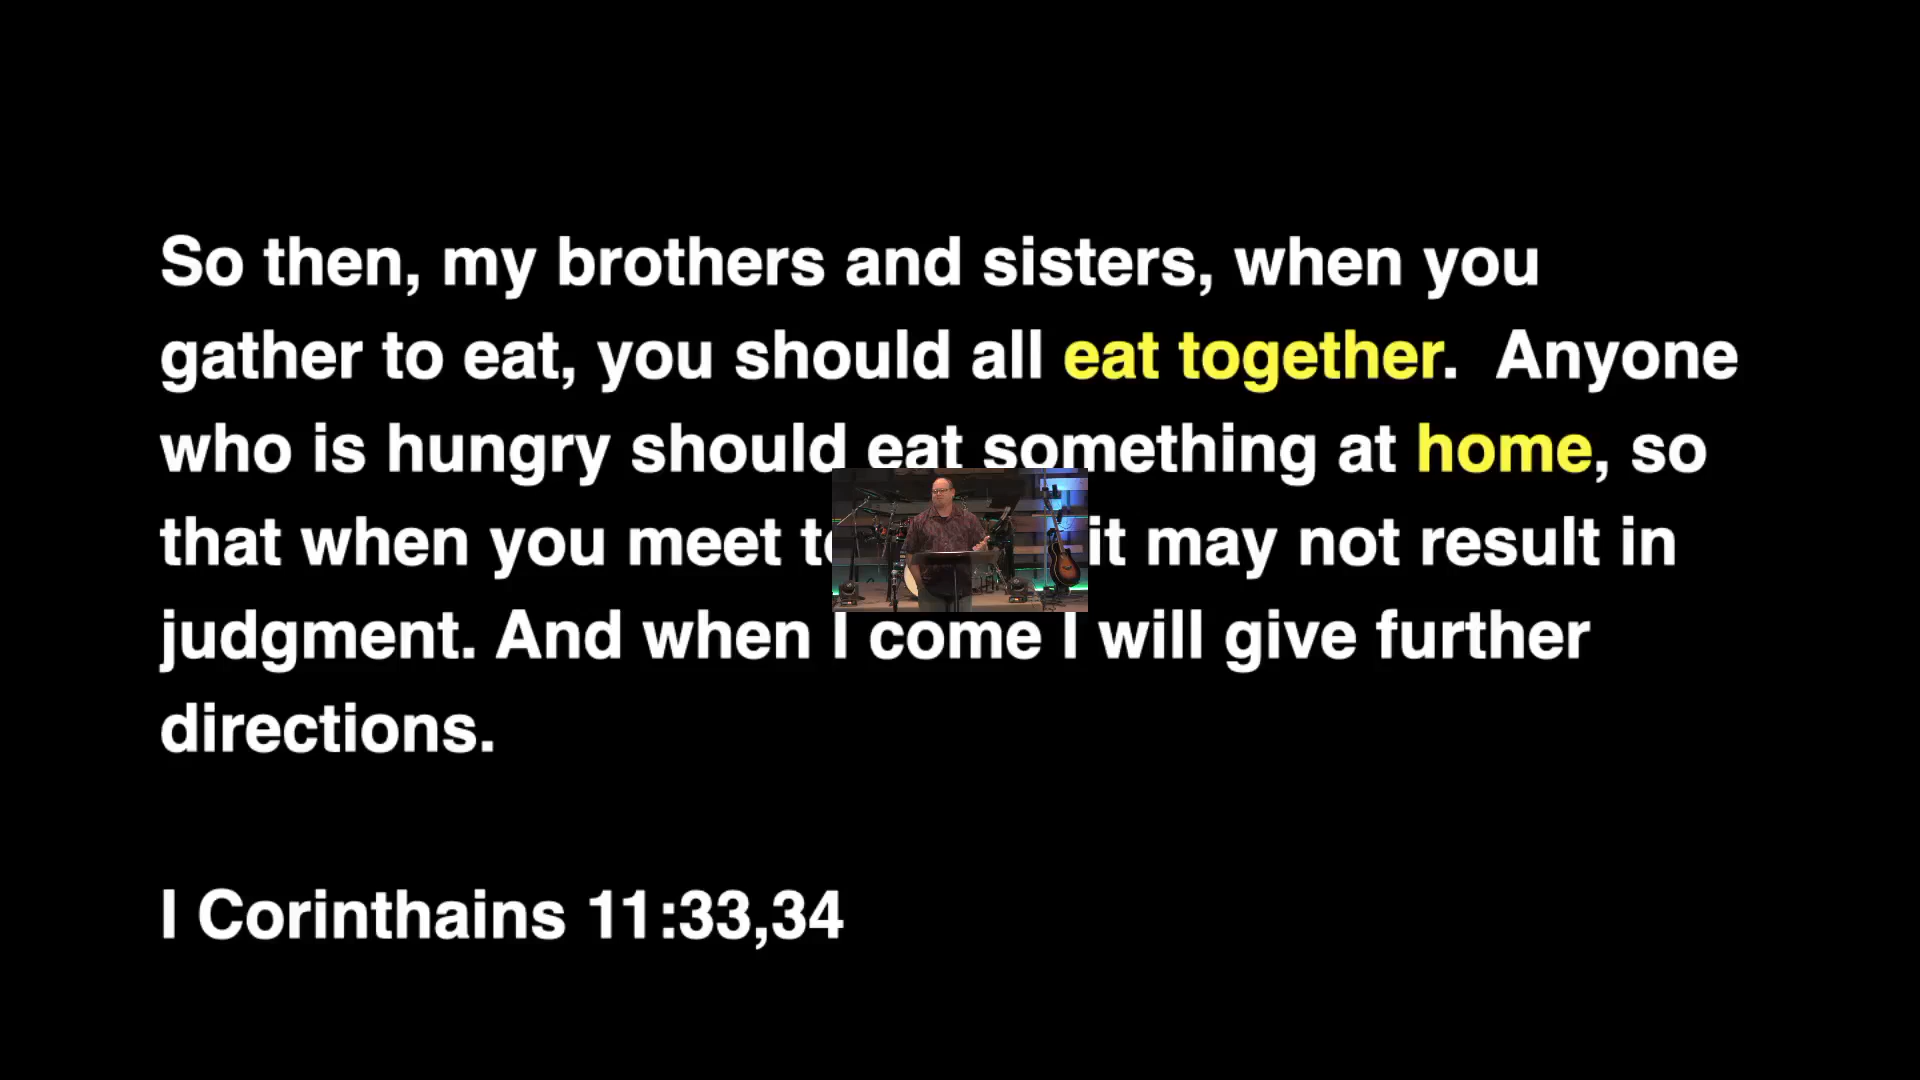 So then, my brothers and sisters, when you
gather to eat, you should all eat together. Anyone
who is hungry should eat something at home, so
that when you meet it may not result in
judgment. And when I come I will give further
directions.
I Corinthains 11:33,34